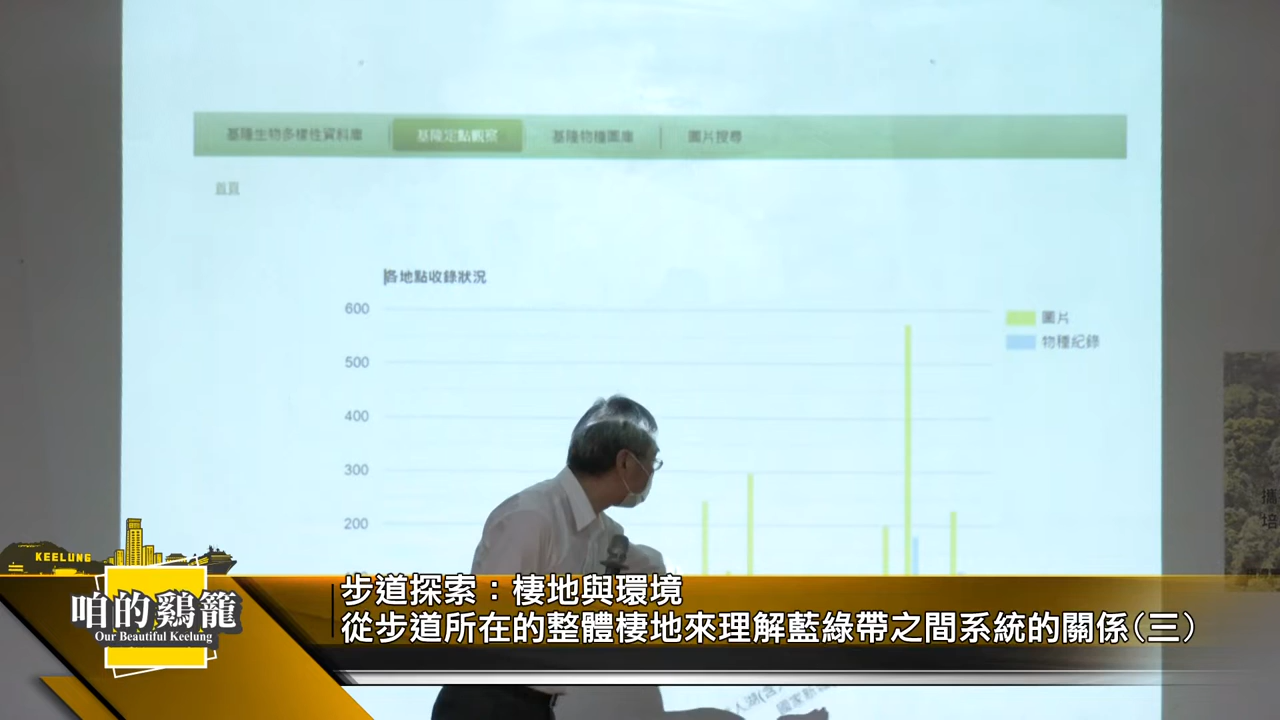 基隆生物多樣性資料庫 基隆定點觀察 基隆物種圖庫 圖片搜尋
首頁
各地點收錄狀況
600
500
400
300
200
圖片
物種紀錄
KEELUNG
咱的鷄籠
Our Beautiful Keelung
步道探索：棲地與環境
從步道所在的整體棲地來理解藍綠帶之間系統的關係(三)